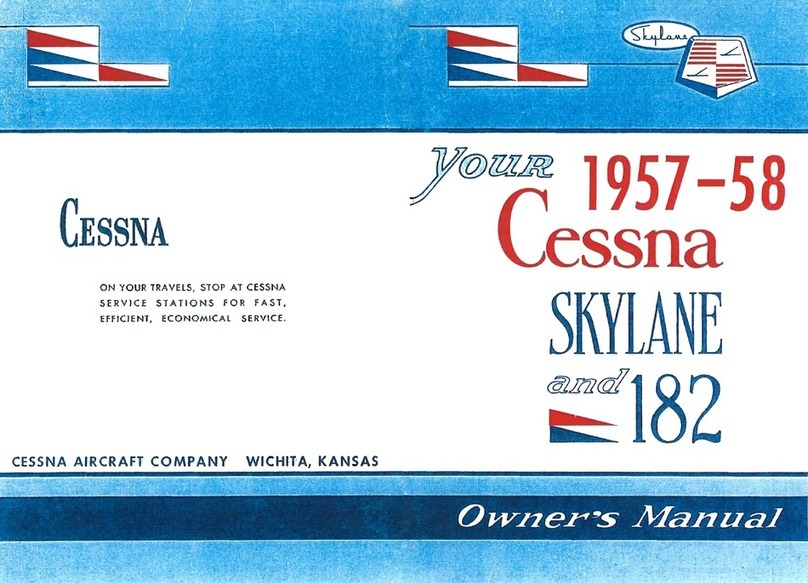 CESSNA
ON YOUR TRAVELS, STOP AT CESSNA
SERVICE STATIONS FOR FAST,
EFFICIENT, ECONOMICAL SERVICE.
CESSNA AIRCRAFT COMPANY WICHITA, KANSAS
Skylane
your 1957-58
Cessna
SKYLANE
and 182
Owner's Manual